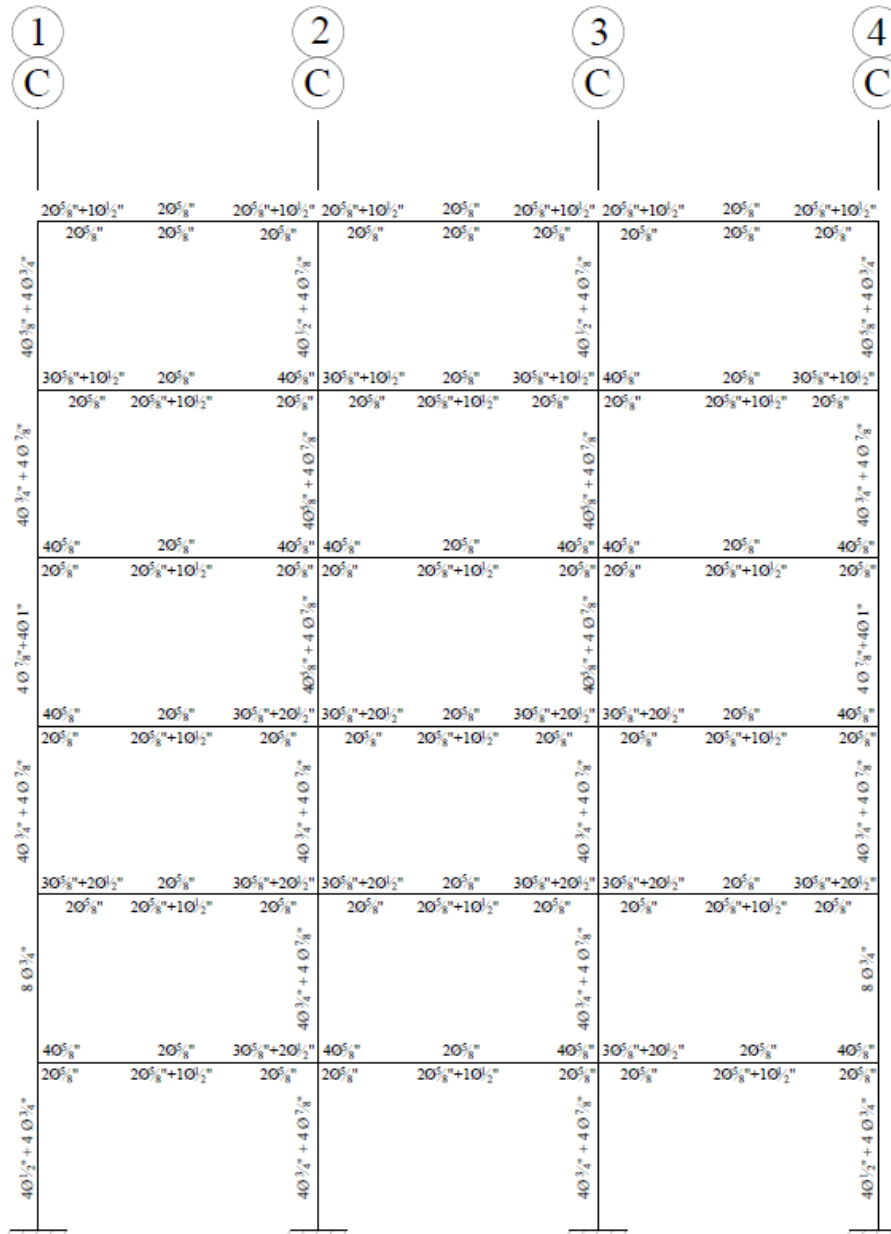 1 2 3 4
C C C C
2Ø⅝"+1Ø½" 2Ø⅝" 2Ø⅝"+1Ø½" 2Ø⅝"+1Ø½" 2Ø⅝" 2Ø⅝"+1Ø½" 2Ø⅝"+1Ø½" 2Ø⅝" 2Ø⅝"+1Ø½"
2Ø⅝" 2Ø⅝" 2Ø⅝" 2Ø⅝" 2Ø⅝" 2Ø⅝" 2Ø⅝" 2Ø⅝" 2Ø⅝"
4Ø⅝" + 4Ø¾" 4Ø½" + 4Ø⅞" 4Ø½" + 4Ø⅞" 4Ø⅝" + 4Ø¾"
3Ø⅝"+1Ø½" 2Ø⅝" 4Ø⅝" 3Ø⅝"+1Ø½" 2Ø⅝" 3Ø⅝"+1Ø½" 4Ø⅝" 2Ø⅝" 3Ø⅝"+1Ø½"
2Ø⅝" 2Ø⅝"+1Ø½" 2Ø⅝" 2Ø⅝" 2Ø⅝"+1Ø½" 2Ø⅝" 2Ø⅝" 2Ø⅝"+1Ø½" 2Ø⅝"
4Ø¾" + 4Ø⅞" 4Ø⅝" + 4Ø⅞" 4Ø⅝" + 4Ø⅞" 4Ø¾" + 4Ø⅞"
4Ø⅝" 2Ø⅝" 4Ø⅝" 4Ø⅝" 2Ø⅝" 4Ø⅝" 4Ø⅝" 2Ø⅝" 4Ø⅝"
2Ø⅝" 2Ø⅝"+1Ø½" 2Ø⅝" 2Ø⅝" 2Ø⅝"+1Ø½" 2Ø⅝" 2Ø⅝" 2Ø⅝"+1Ø½" 2Ø⅝"
4Ø⅞"+4Ø1" 4Ø⅝" + 4Ø⅞" 4Ø⅝" + 4Ø⅞" 4Ø⅞"+4Ø1"
4Ø⅝" 2Ø⅝" 3Ø⅝"+2Ø½" 3Ø⅝"+2Ø½" 2Ø⅝" 3Ø⅝"+2Ø½" 3Ø⅝"+2Ø½" 2Ø⅝" 4Ø⅝"
2Ø⅝" 2Ø⅝"+1Ø½" 2Ø⅝" 2Ø⅝" 2Ø⅝"+1Ø½" 2Ø⅝" 2Ø⅝" 2Ø⅝"+1Ø½" 2Ø⅝"
4Ø¾" + 4Ø⅞" 4Ø¾" + 4Ø⅞" 4Ø¾" + 4Ø⅞" 4Ø¾" + 4Ø⅞"
3Ø⅝"+2Ø½" 2Ø⅝" 3Ø⅝"+2Ø½" 3Ø⅝"+2Ø½" 2Ø⅝" 3Ø⅝"+2Ø½" 3Ø⅝"+2Ø½" 2Ø⅝" 3Ø⅝"+2Ø½"
2Ø⅝" 2Ø⅝"+1Ø½" 2Ø⅝" 2Ø⅝" 2Ø⅝"+1Ø½" 2Ø⅝" 2Ø⅝" 2Ø⅝"+1Ø½" 2Ø⅝"
8 Ø¾" 4Ø¾" + 4Ø⅞" 4Ø¾" + 4Ø⅞" 8 Ø¾"
4Ø⅝" 2Ø⅝" 3Ø⅝"+2Ø½" 4Ø⅝" 2Ø⅝" 4Ø⅝" 3Ø⅝"+2Ø½" 2Ø⅝" 4Ø⅝"
2Ø⅝" 2Ø⅝"+1Ø½" 2Ø⅝" 2Ø⅝" 2Ø⅝"+1Ø½" 2Ø⅝" 2Ø⅝" 2Ø⅝"+1Ø½" 2Ø⅝"
4Ø½" + 4Ø¾" 4Ø¾" + 4Ø⅞" 4Ø¾" + 4Ø⅞" 4Ø½" + 4Ø¾"